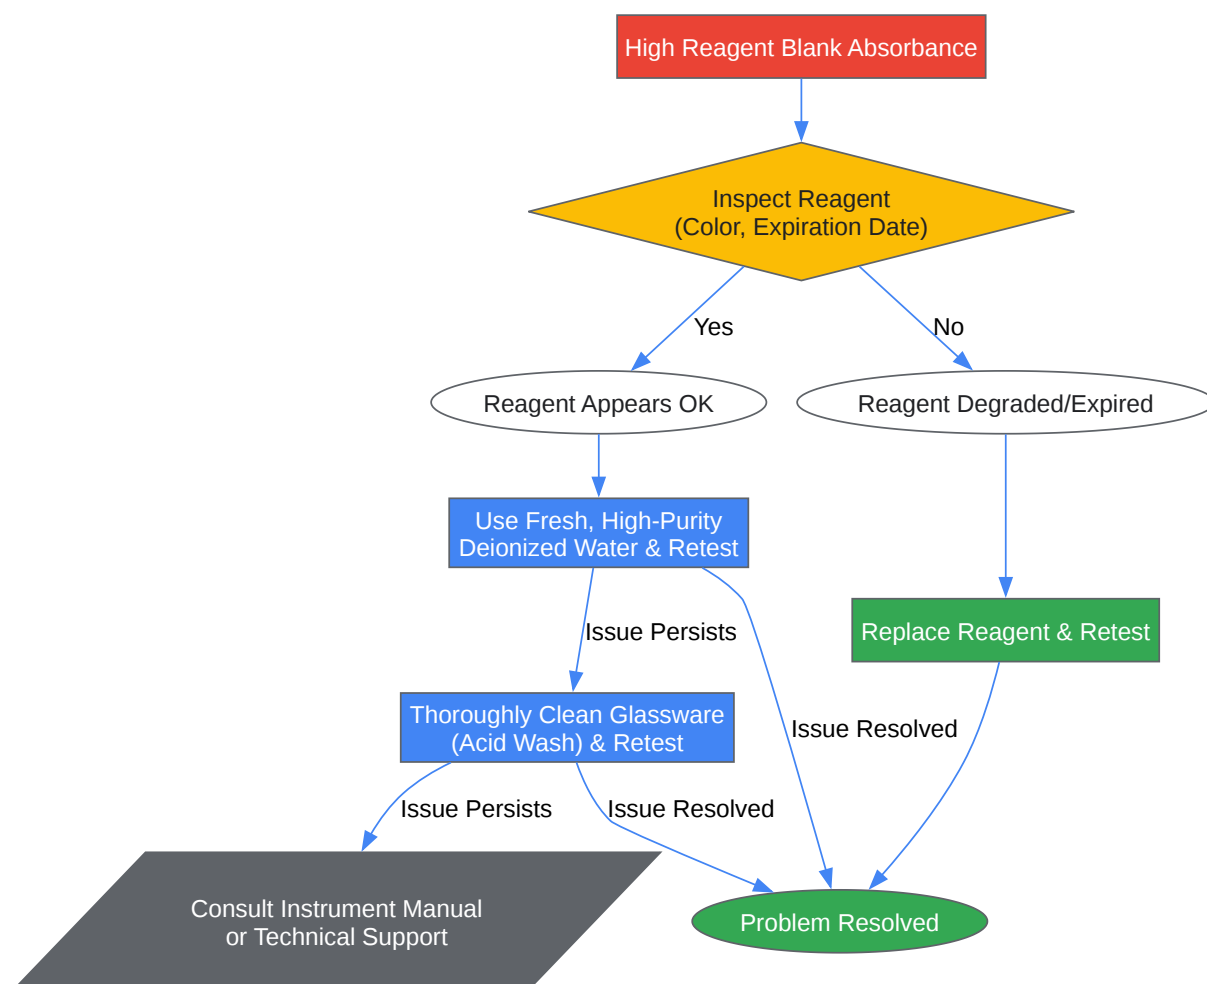 High Reagent Blank Absorbance
Inspect Reagent
(Color, Expiration Date)
Yes
No
Reagent Appears OK
Reagent Degraded/Expired
Use Fresh, High-Purity
Deionized Water & Retest
Issue Persists
Replace Reagent & Retest
Thoroughly Clean Glassware
(Acid Wash) & Retest
Issue Resolved
Issue Persists
Issue Resolved
Consult Instrument Manual
or Technical Support
Problem Resolved